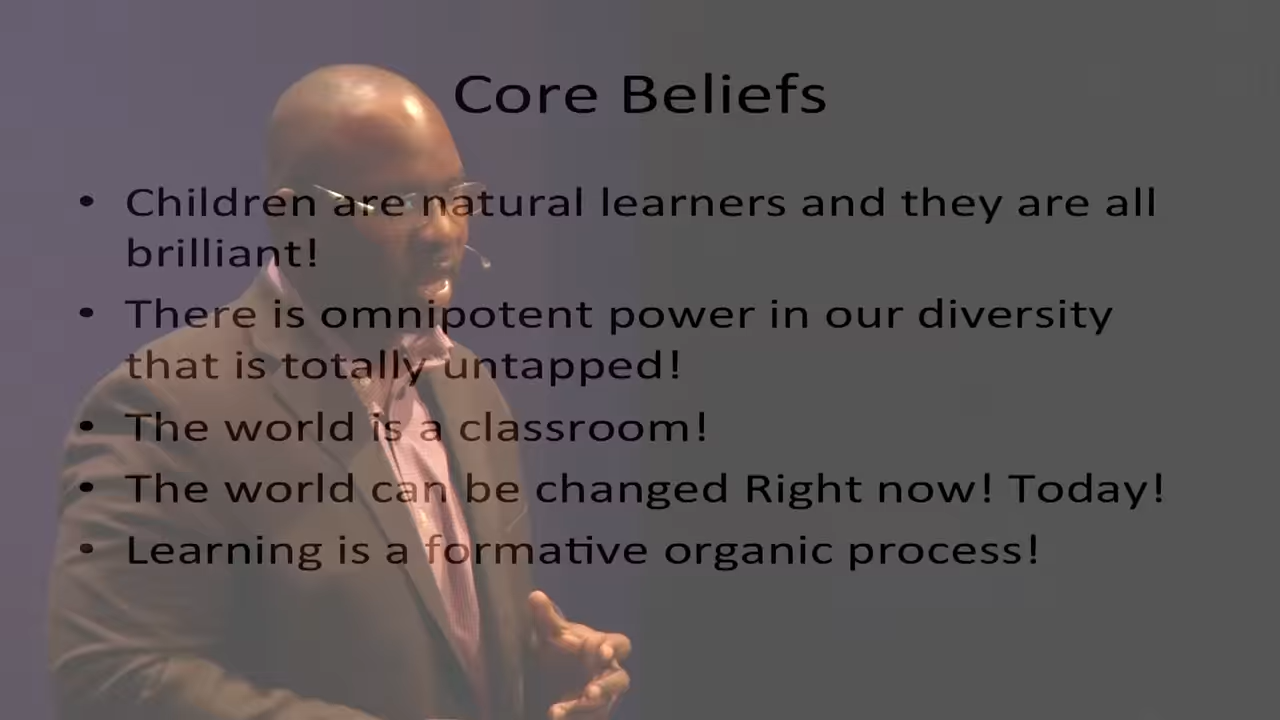 Core Beliefs
• Children are natural learners and they are all
brilliant!
• There is omnipotent power in our diversity
that is totally untapped!
• The world is a classroom!
• The world can be changed Right now! Today!
• Learning is a formative organic process!